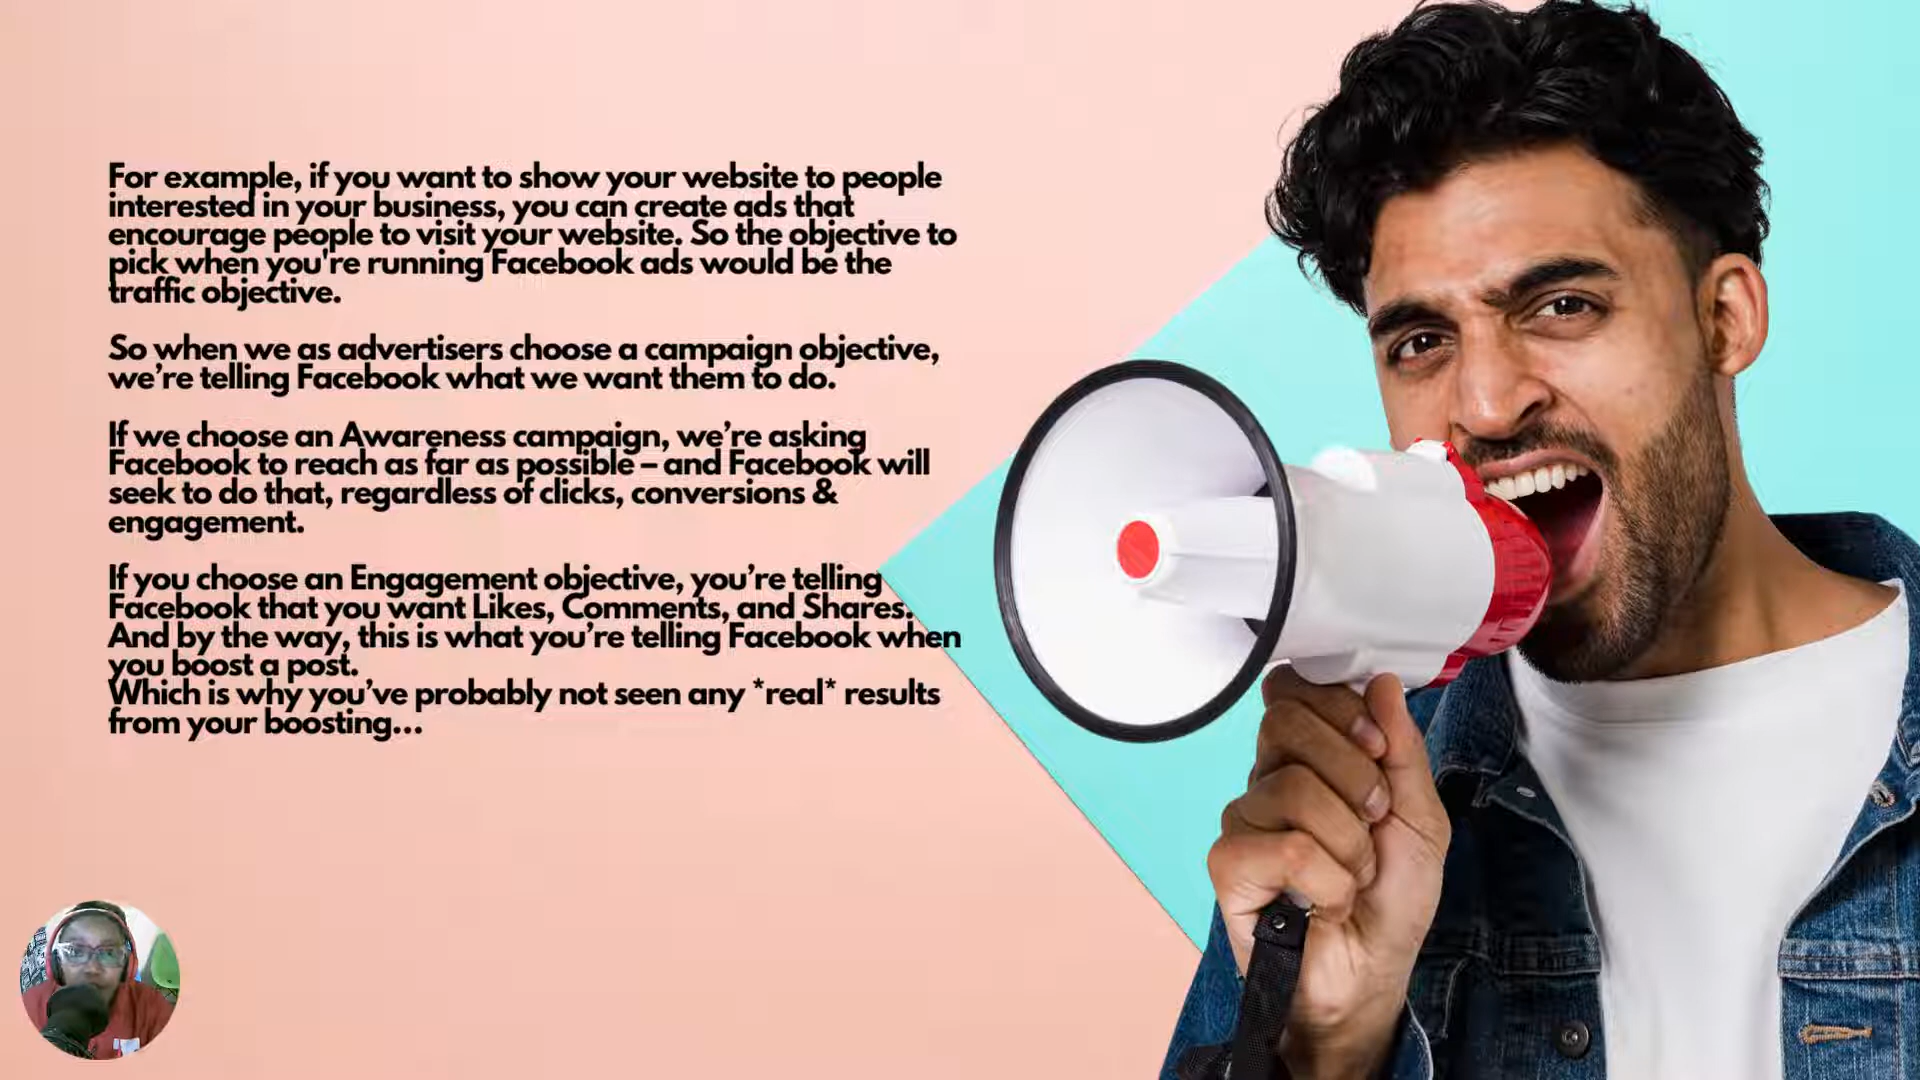 For example, if you want to show your website to people
interested in your business, you can create ads that
encourage people to visit your website. So the objective to
pick when you're running Facebook ads would be the
traffic objective.
So when we as advertisers choose a campaign objective,
we’re telling Facebook what we want them to do.
If we choose an Awareness campaign, we’re asking
Facebook to reach as far as possible – and Facebook will
seek to do that, regardless of clicks, conversions &
engagement.
If you choose an Engagement objective, you’re telling
Facebook that you want Likes, Comments, and Shares.
And by the way, this is what you’re telling Facebook when
you boost a post.
Which is why you’ve probably not seen any *real* results
from your boosting...